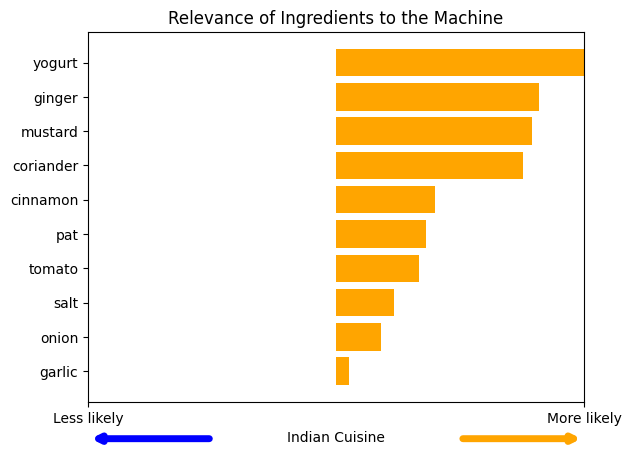 Relevance of Ingredients to the Machine
yogurt
ginger
mustard
coriander
cinnamon
pat
tomato
salt
onion
garlic
Less likely
More likely
Indian Cuisine